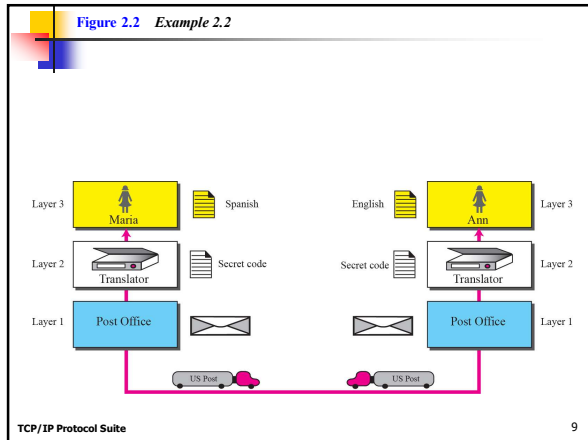 Figure 2.2 Example 2.2
Layer 3 Maria Spanish English Ann Layer 3
Layer 2 Translator Secret code Secret code Translator Layer 2
Layer 1 Post Office Post Office Layer 1
US Post US Post
TCP/IP Protocol Suite 9